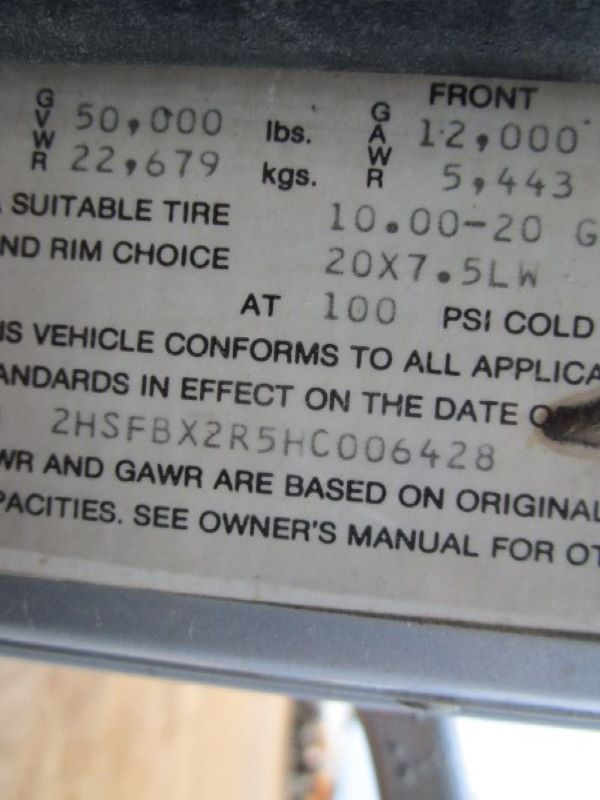 FRONT
GVWR 50,000 lbs. GAWR 12,000
22,679 kgs. 5,443
SUITABLE TIRE 10.00-20 G
ND RIM CHOICE 20X7.5LW
AT 100 PSI COLD
IS VEHICLE CONFORMS TO ALL APPLICA
ANDARDS IN EFFECT ON THE DATE O
2HSFBX2R5HC006428
WR AND GAWR ARE BASED ON ORIGINAL
PACITIES. SEE OWNER'S MANUAL FOR OT